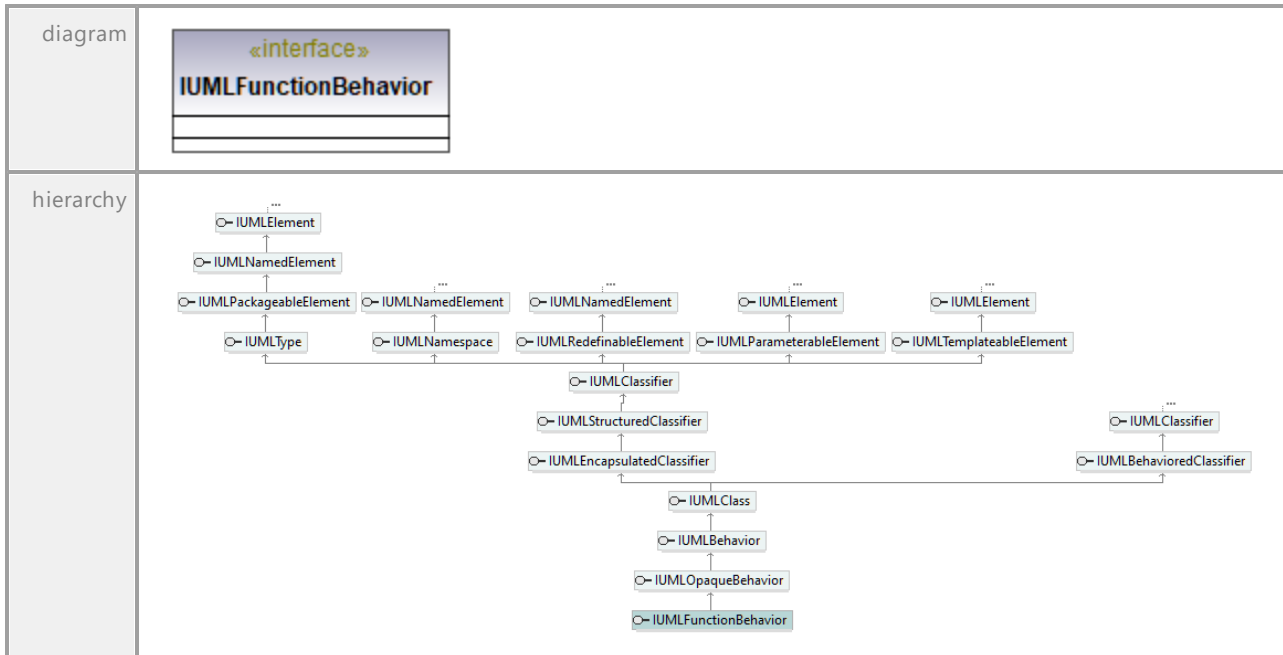 diagram
«interface»
IUMLFunctionBehavior
hierarchy
...
IUMLElement
IUMLNamedElement
... ... ... ...
IUMLPackageableElement IUMLNamedElement IUMLNamedElement IUMLElement IUMLElement
IUMLType IUMLNamespace IUMLRedefinableElement IUMLParameterableElement IUMLTemplateableElement
IUMLClassifier
...
IUMLStructuredClassifier IUMLClassifier
IUMLEncapsulatedClassifier IUMLBehavioredClassifier
IUMLClass
IUMLBehavior
IUMLOpaqueBehavior
IUMLFunctionBehavior